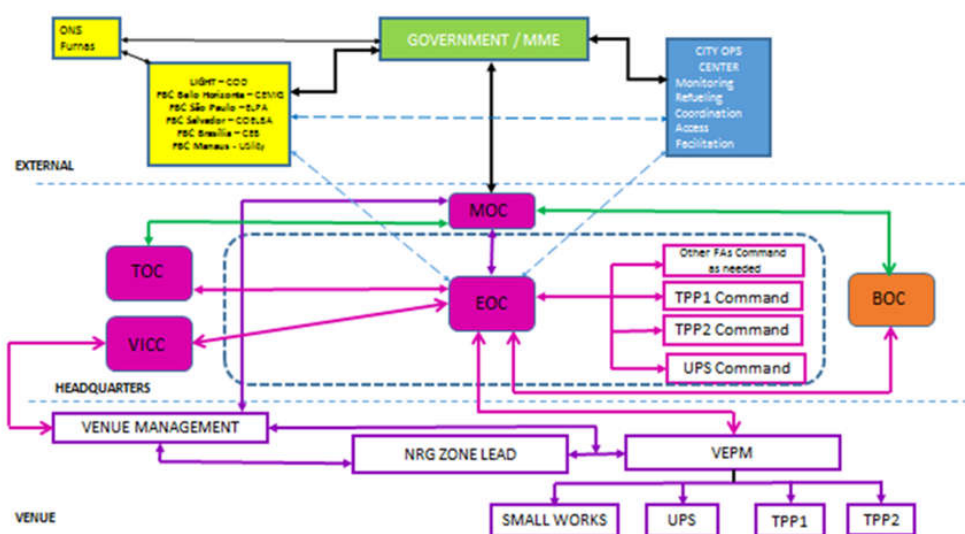 ONS
Furnas
GOVERNMENT / MME
CITY OPS
CENTER
Monitoring
Refueling
Coordination
Access
Facilitation
LIGHT – COD
FBC Belo Horizonte – CEMIG
FBC São Paulo – ELPA
FBC Salvador – COELBA
FBC Brasília – CEB
FBC Manaus - Utility
EXTERNAL
MOC
TOC
EOC
Other FAs Command
as needed
TPP1 Command
TPP2 Command
UPS Command
BOC
VICC
HEADQUARTERS
VENUE MANAGEMENT
NRG ZONE LEAD
VEPM
VENUE
SMALL WORKS
UPS
TPP1
TPP2